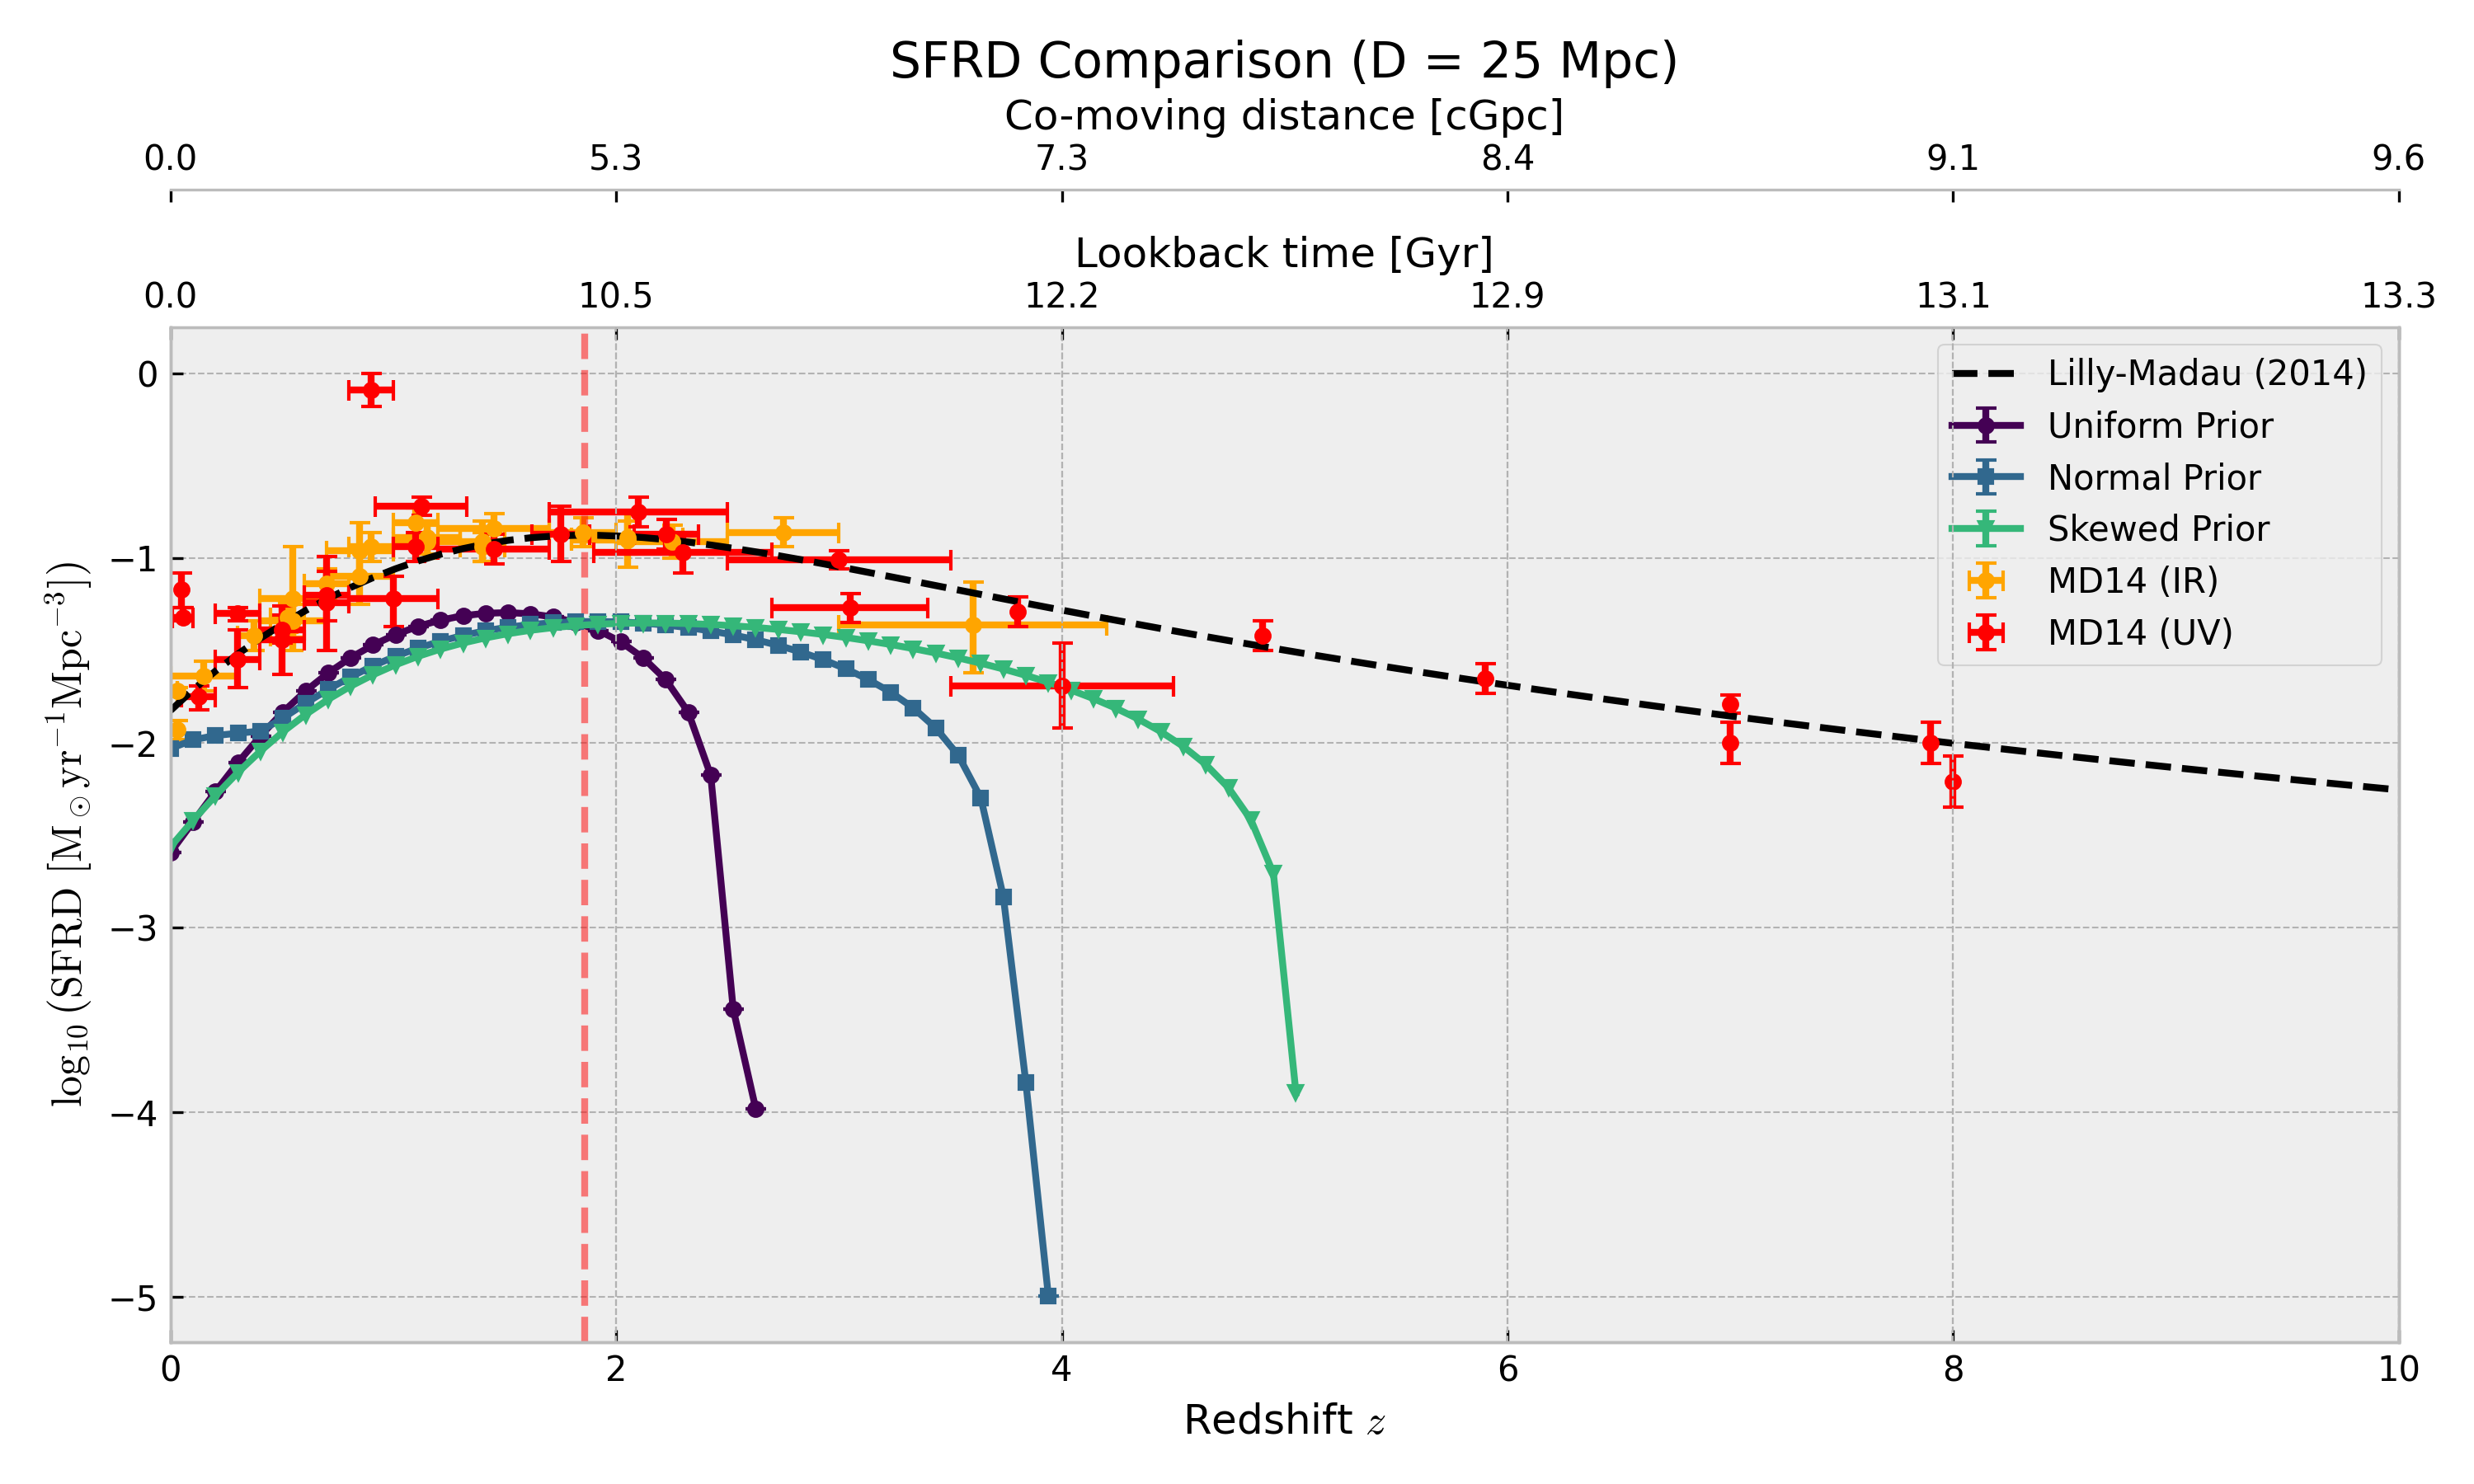 SFRD Comparison (D = 25 Mpc)
Co-moving distance [cGpc]
0.0 5.3 7.3 8.4 9.1 9.6
Lookback time [Gyr]
0.0 10.5 12.2 12.9 13.1 13.3
Lilly-Madau (2014)
Uniform Prior
Normal Prior
Skewed Prior
MD14 (IR)
MD14 (UV)
log₁₀(SFRD [M⊙yr⁻¹Mpc⁻³])
0
−1
−2
−3
−4
−5
0 2 4 6 8 10
Redshift z